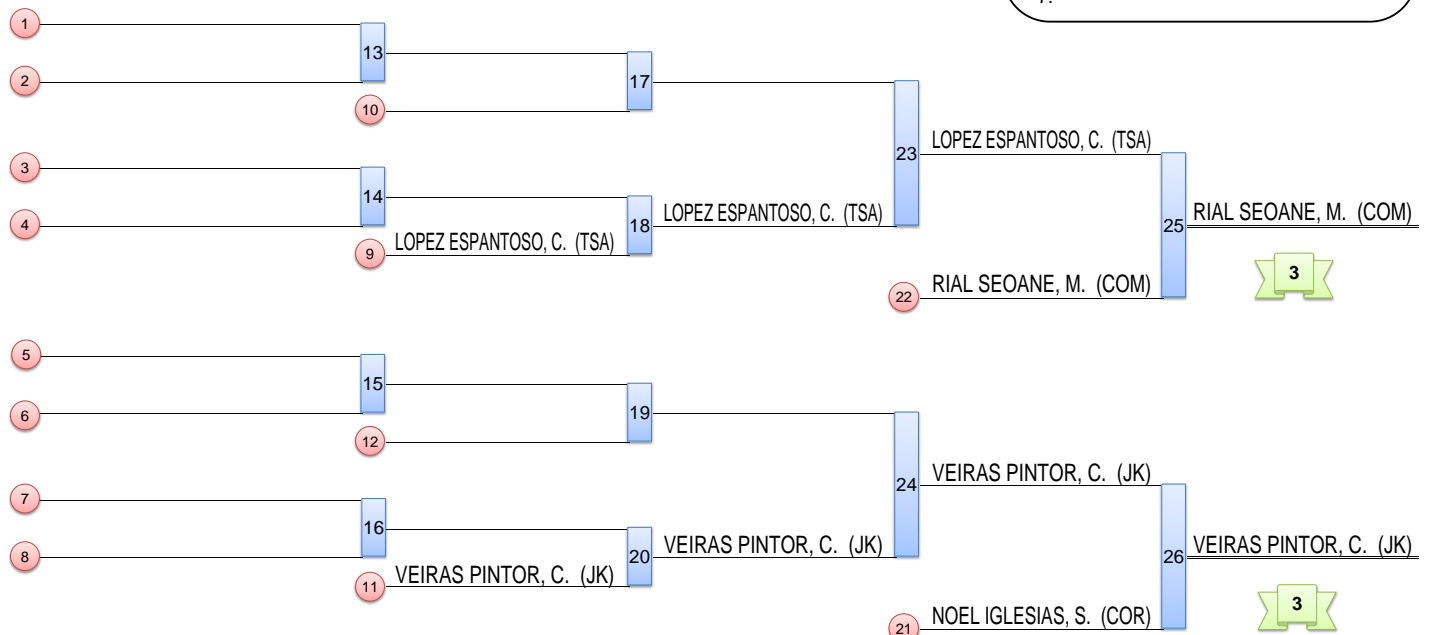 1
13
2
17
10
3
23
LOPEZ ESPANTOSO, C. (TSA)
14
4
18
LOPEZ ESPANTOSO, C. (TSA)
9
LOPEZ ESPANTOSO, C. (TSA)
25
RIAL SEOANE, M. (COM)
3
22
RIAL SEOANE, M. (COM)
5
15
6
19
12
24
VEIRAS PINTOR, C. (JK)
7
16
8
20
VEIRAS PINTOR, C. (JK)
11
VEIRAS PINTOR, C. (JK)
26
VEIRAS PINTOR, C. (JK)
3
21
NOEL IGLESIAS, S. (COR)